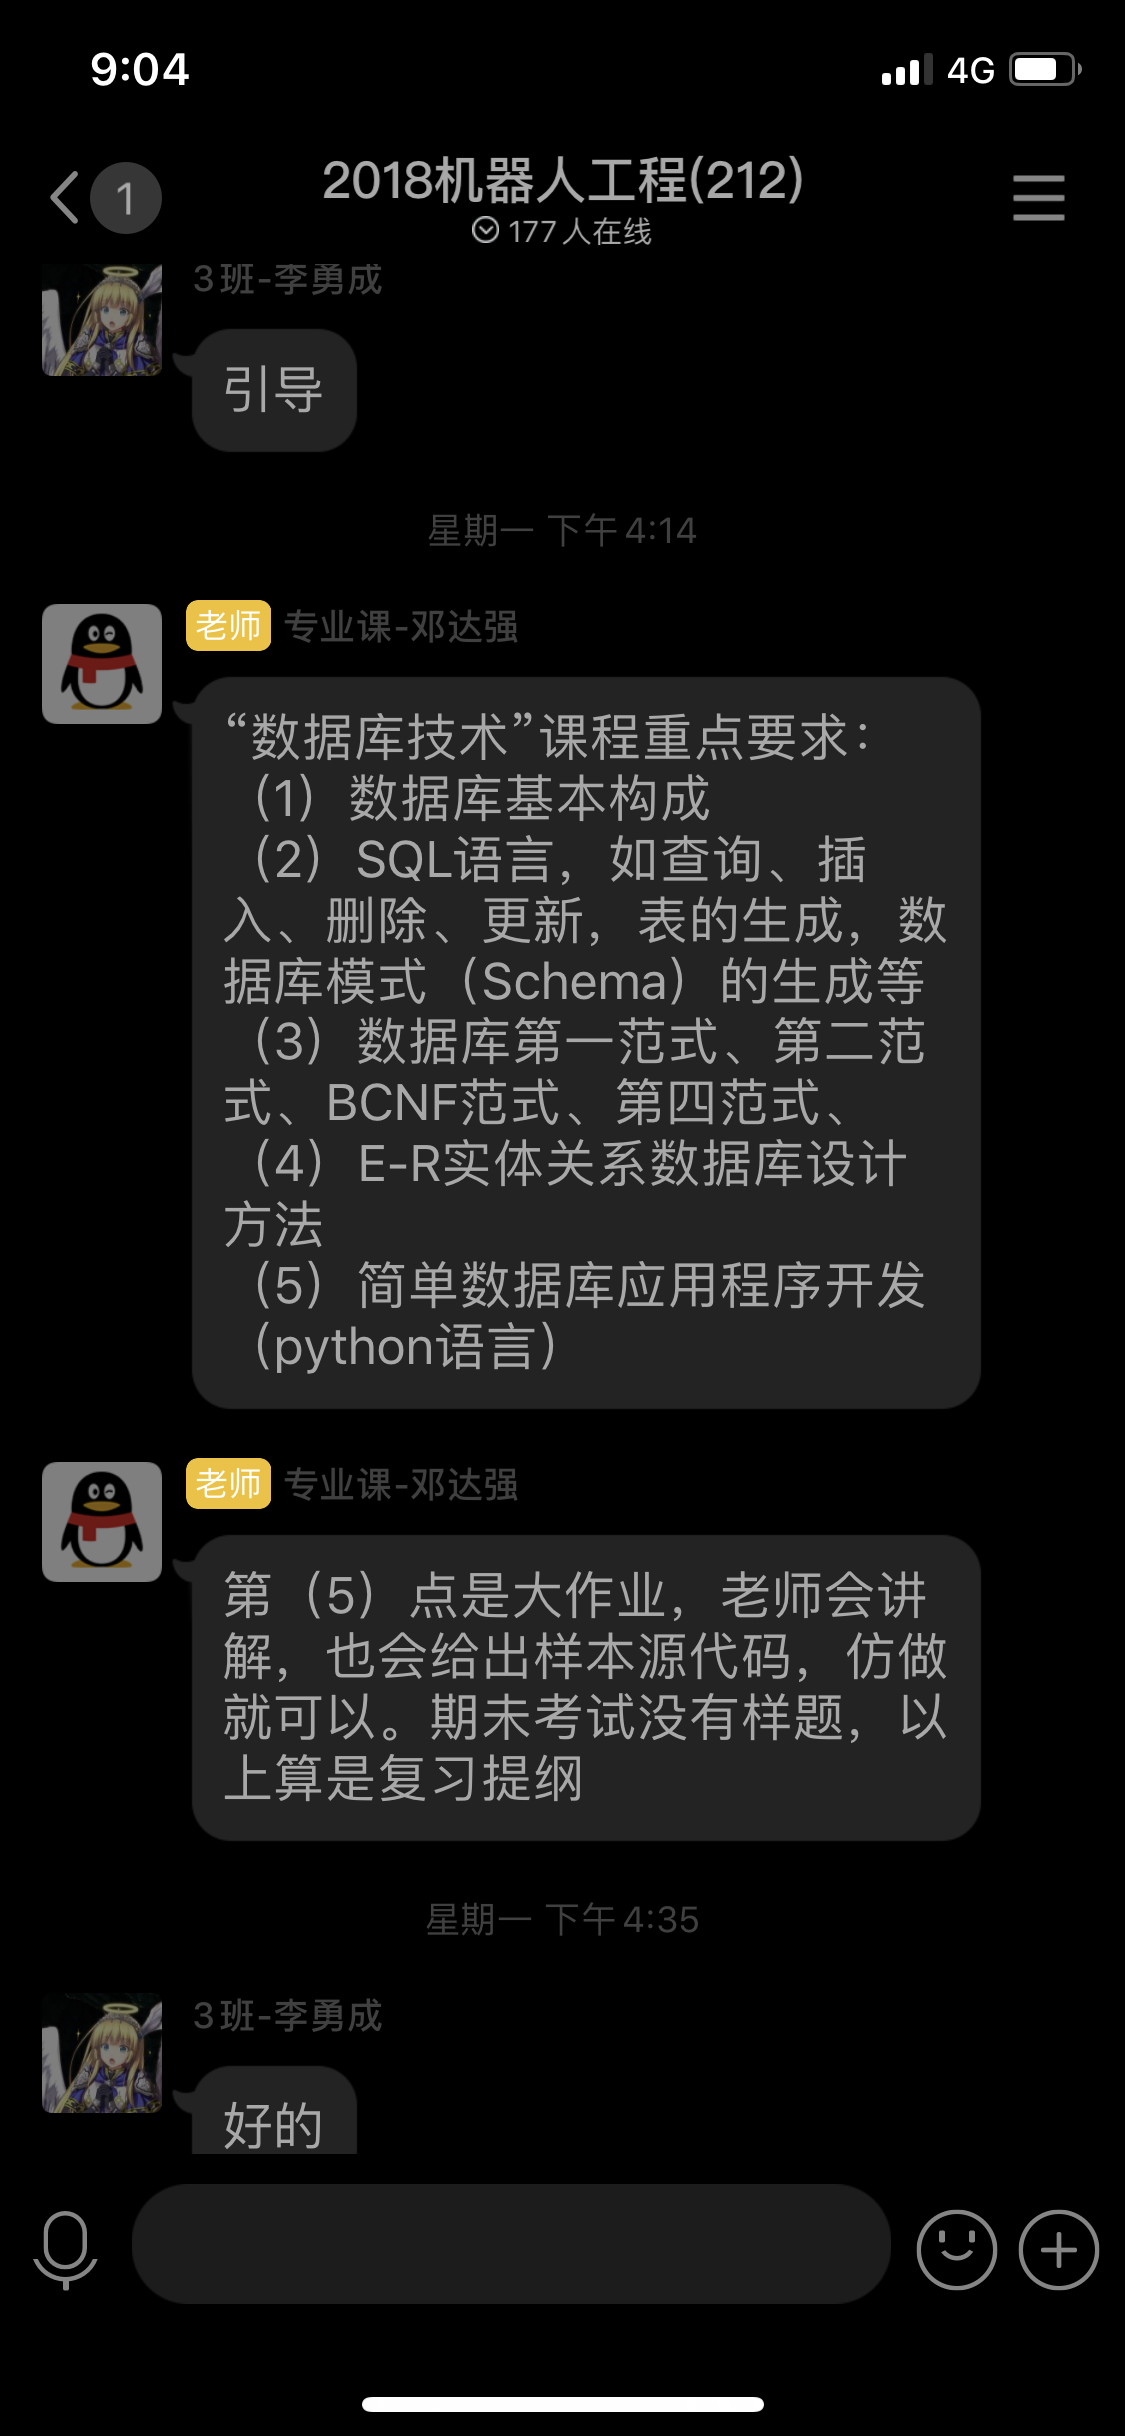 9:04
4G
1
2018机器人工程(212)
177人在线
3班-李勇成
引导
星期一 下午4:14
老师 专业课-邓达强
“数据库技术”课程重点要求：
（1）数据库基本构成
（2）SQL语言，如查询、插
入、删除、更新，表的生成，数
据库模式（Schema）的生成等
（3）数据库第一范式、第二范
式、BCNF范式、第四范式、
（4）E-R实体关系数据库设计
方法
（5）简单数据库应用程序开发
（python语言）
老师 专业课-邓达强
第（5）点是大作业，老师会讲
解，也会给出样本源代码，仿做
就可以。期末考试没有样题，以
上算是复习提纲
星期一 下午4:35
3班-李勇成
好的